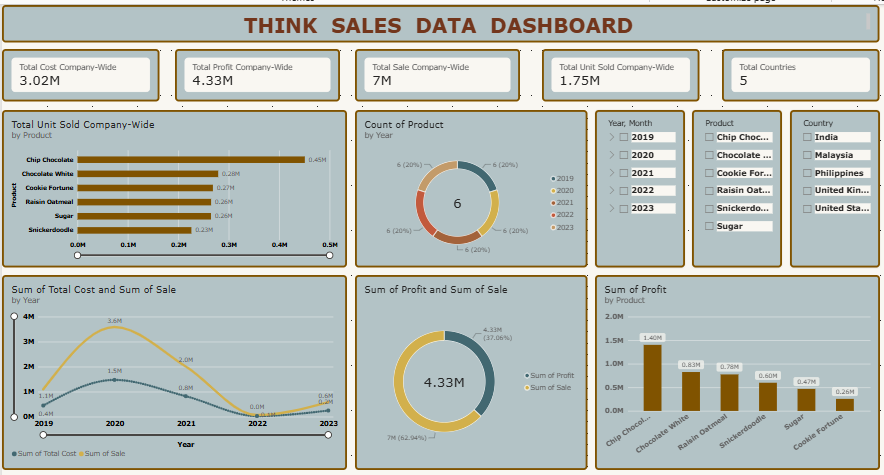 THINK SALES DATA DASHBOARD
Total Cost Company-Wide
3.02M
Total Profit Company-Wide
4.33M
Total Sale Company-Wide
7M
Total Unit Sold Company-Wide
1.75M
Total Countries
5
Total Unit Sold Company-Wide
by Product
Product
Chip Chocolate
0.45M
Chocolate White
0.28M
Cookie Fortune
0.27M
Raisin Oatmeal
0.26M
Sugar
0.26M
Snickerdoodle
0.23M
0.0M 0.1M 0.2M 0.3M 0.4M 0.5M
Count of Product
by Year
6 (20%) 6 (20%)
6 (20%) 6 (20%)
6 (20%)
6
2019
2020
2021
2022
2023
Year, Month
2019
2020
2021
2022
2023
Product
Chip Choc...
Chocolate ...
Cookie For...
Raisin Oat...
Snickerdo...
Sugar
Country
India
Malaysia
Philippines
United Kin...
United Sta...
Sum of Total Cost and Sum of Sale
by Year
4M
3M
2M
1M
0M
1.1M
0.4M
3.6M
1.5M
2.0M
0.8M
0.0M
0.6M
2019 2020 2021 2022 2023
Year
Sum of Total Cost Sum of Sale
Sum of Profit and Sum of Sale
4.33M
(37.06%)
4.33M
7M (62.94%)
Sum of Profit
Sum of Sale
Sum of Profit
by Product
2.0M
1.5M
1.0M
0.5M
0.0M
1.40M
0.83M
0.78M
0.60M
0.47M
0.26M
Chip Chocol...
Chocolate White
Raisin Oatmeal
Snickerdoodle
Sugar
Cookie Fortune